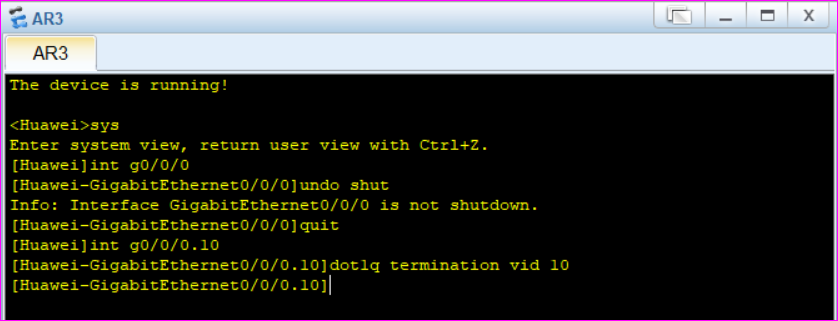 AR3
AR3
The device is running!
<Huawei>sys
Enter system view, return user view with Ctrl+Z.
[Huawei]int g0/0/0
[Huawei-GigabitEthernet0/0/0]undo shut
Info: Interface GigabitEthernet0/0/0 is not shutdown.
[Huawei-GigabitEthernet0/0/0]quit
[Huawei]int g0/0/0.10
[Huawei-GigabitEthernet0/0/0.10]dot1q termination vid 10
[Huawei-GigabitEthernet0/0/0.10]